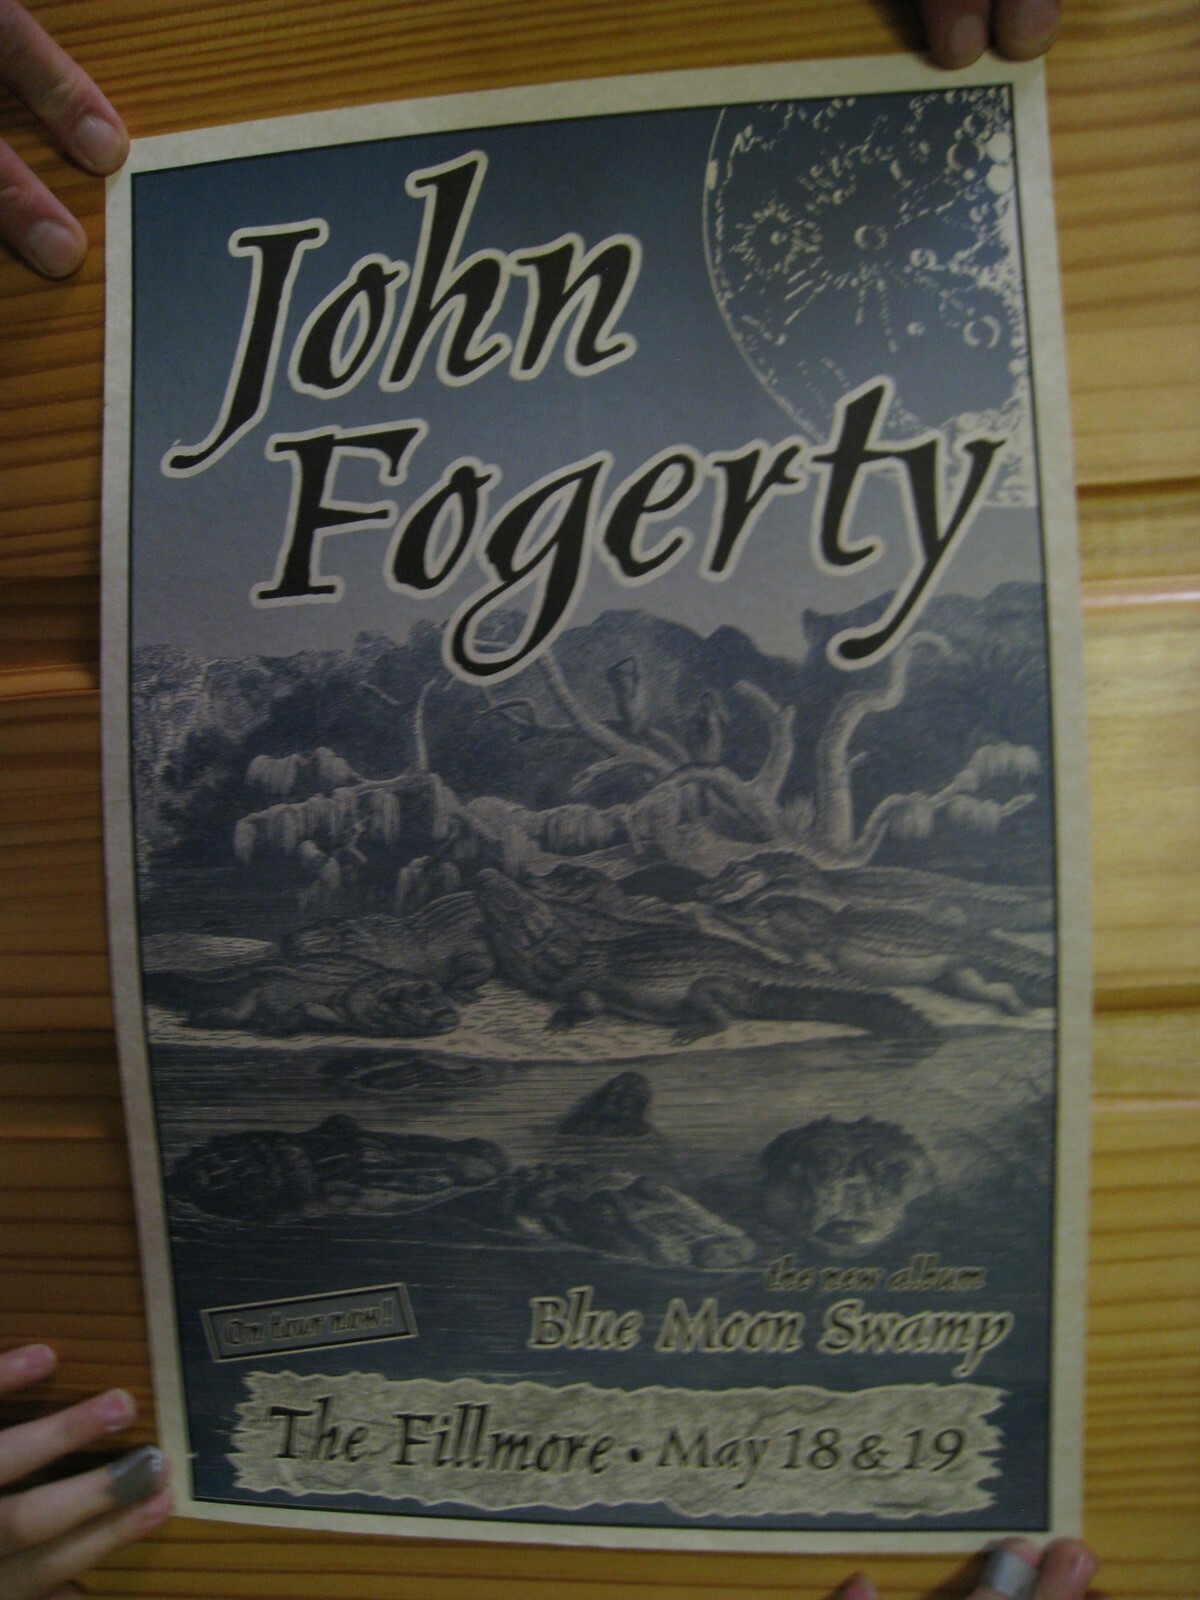 John
Fogerty
the new album
On tour now!
Blue Moon Swamp
The Fillmore • May 18 & 19